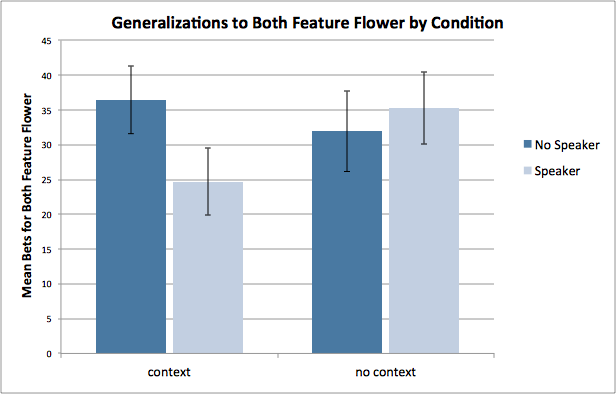 Generalizations to Both Feature Flower by Condition
Mean Bets for Both Feature Flower
45
40
35
30
25
20
15
10
5
0
context
no context
No Speaker
Speaker